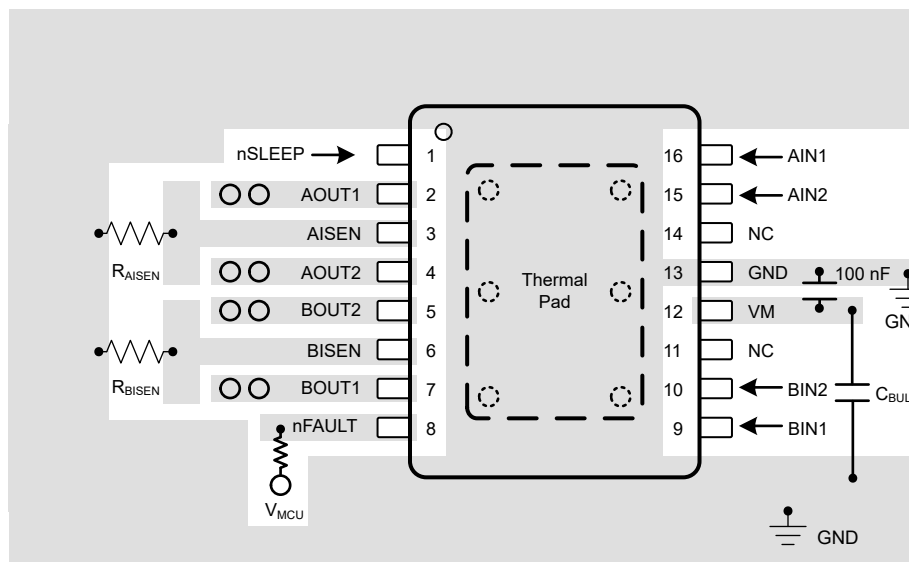 nSLEEP 1 16 AIN1
AOUT1 2 15 AIN2
AISEN 3 14 NC
RAISEN
AOUT2 4 13 GND 100 nF
Thermal
Pad
BOUT2 5 12 VM
BISEN 6 11 NC
RBISEN
BOUT1 7 10 BIN2
nFAULT 8 9 BIN1
VMCU
GND